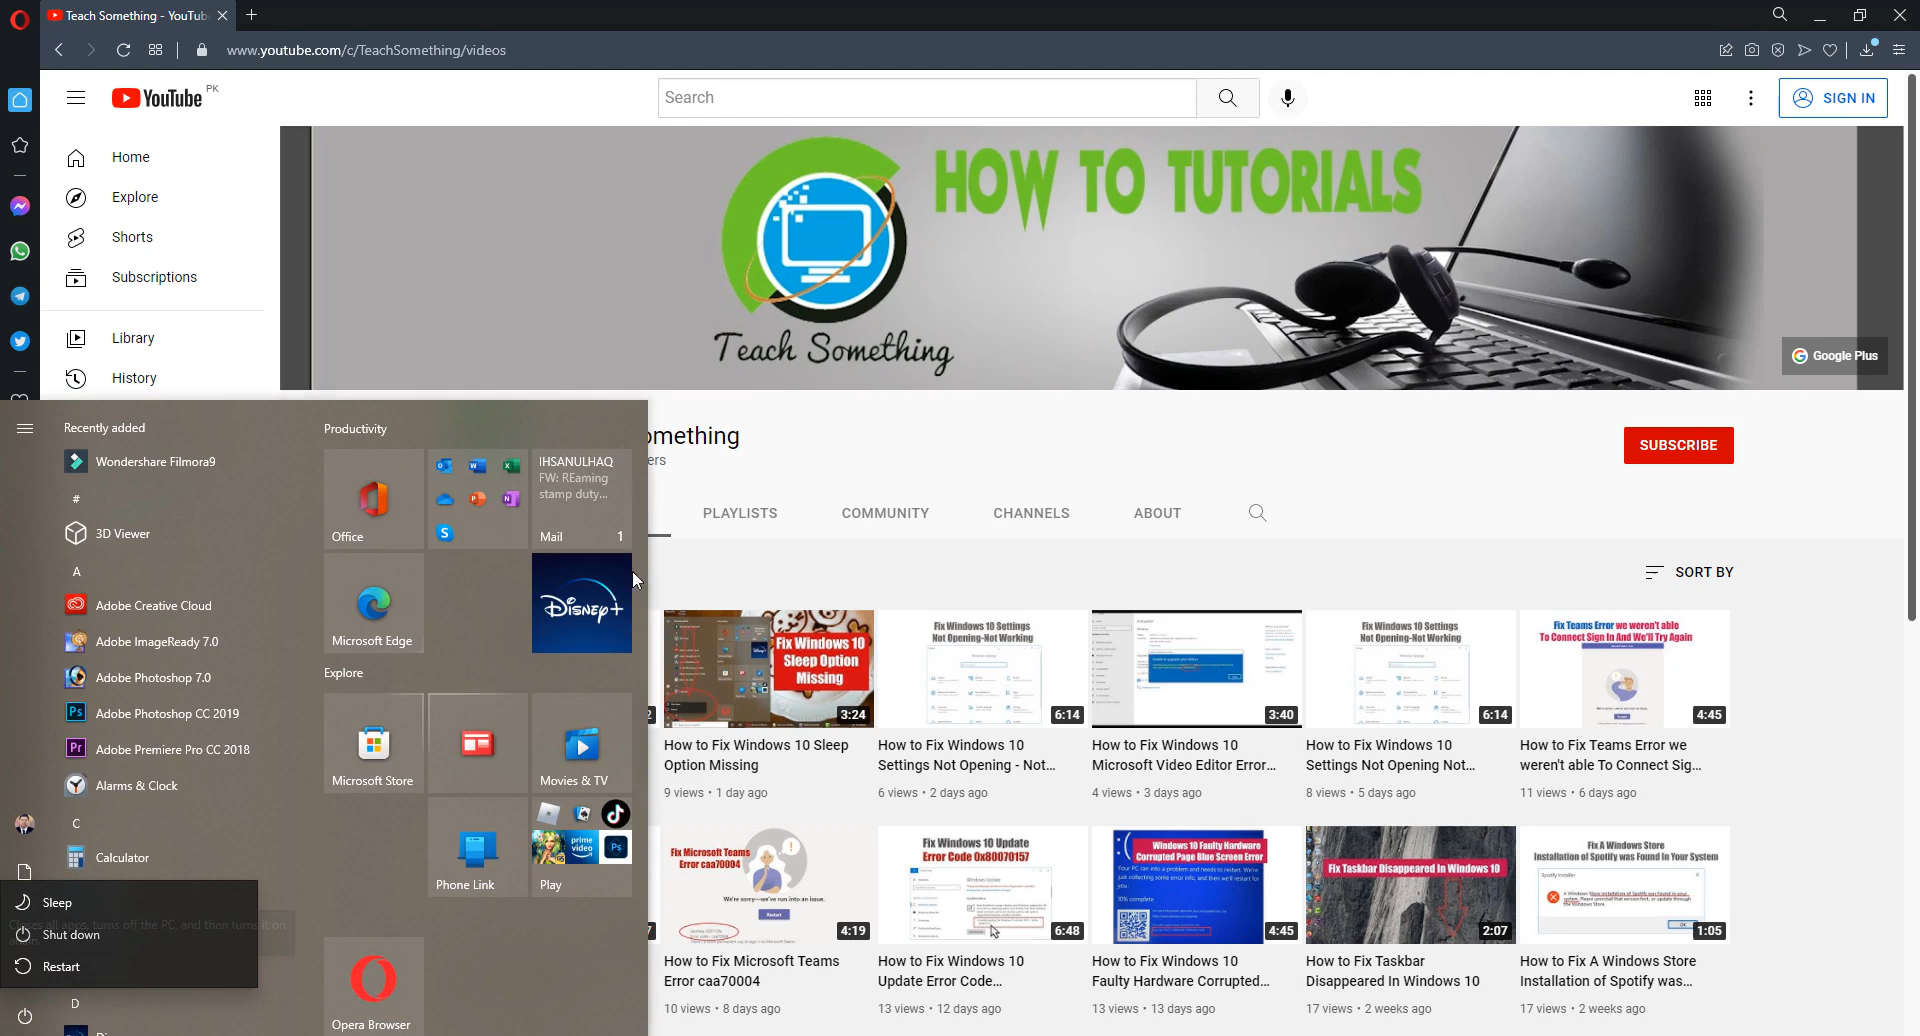 Teach Something - YouTub
www.youtube.com/c/TeachSomething/videos
YouTube PK
Search
SIGN IN
Home
Explore
Shorts
Subscriptions
Library
History
HOW TO TUTORIALS
Teach Something
Google Plus
omething
ers
SUBSCRIBE
PLAYLISTS
COMMUNITY
CHANNELS
ABOUT
SORT BY
Recently added
Wondershare Filmora9
#
3D Viewer
A
Adobe Creative Cloud
Adobe ImageReady 7.0
Adobe Photoshop 7.0
Adobe Photoshop CC 2019
Adobe Premiere Pro CC 2018
Alarms & Clock
C
Calculator
Sleep
Shut down
Restart
D
Productivity
Office
IHSANULHAQ
FW: REaming
stamp duty...
Mail 1
Microsoft Edge
Disney+
Explore
Microsoft Store
Movies & TV
Phone Link
prime video
Play
Opera Browser
Fix Windows 10
Sleep Option
Missing
3:24
How to Fix Windows 10 Sleep
Option Missing
9 views • 1 day ago
Fix Windows 10 Settings
Not Opening-Not Working
6:14
How to Fix Windows 10
Settings Not Opening - Not...
6 views • 2 days ago
3:40
How to Fix Windows 10
Microsoft Video Editor Error...
4 views • 3 days ago
Fix Windows 10 Settings
Not Opening-Not Working
6:14
How to Fix Windows 10
Settings Not Opening Not...
8 views • 5 days ago
Fix Teams Error we weren't able
To Connect Sign In And We'll Try Again
4:45
How to Fix Teams Error we
weren't able To Connect Sig...
11 views • 6 days ago
Fix Microsoft Teams
Error caa70004
We're sorry—we've run into an issue.
4:19
How to Fix Microsoft Teams
Error caa70004
10 views • 8 days ago
Fix Windows 10 Update
Error Code 0x80070157
6:48
How to Fix Windows 10
Update Error Code...
13 views • 12 days ago
Windows 10 Faulty Hardware
Corrupted Page Blue Screen Error
4:45
How to Fix Windows 10
Faulty Hardware Corrupted...
13 views • 13 days ago
Fix Taskbar Disappeared In Windows 10
2:07
How to Fix Taskbar
Disappeared In Windows 10
17 views • 2 weeks ago
Fix A Windows Store
Installation of Spotify was Found In Your System
1:05
How to Fix A Windows Store
Installation of Spotify was...
17 views • 2 weeks ago